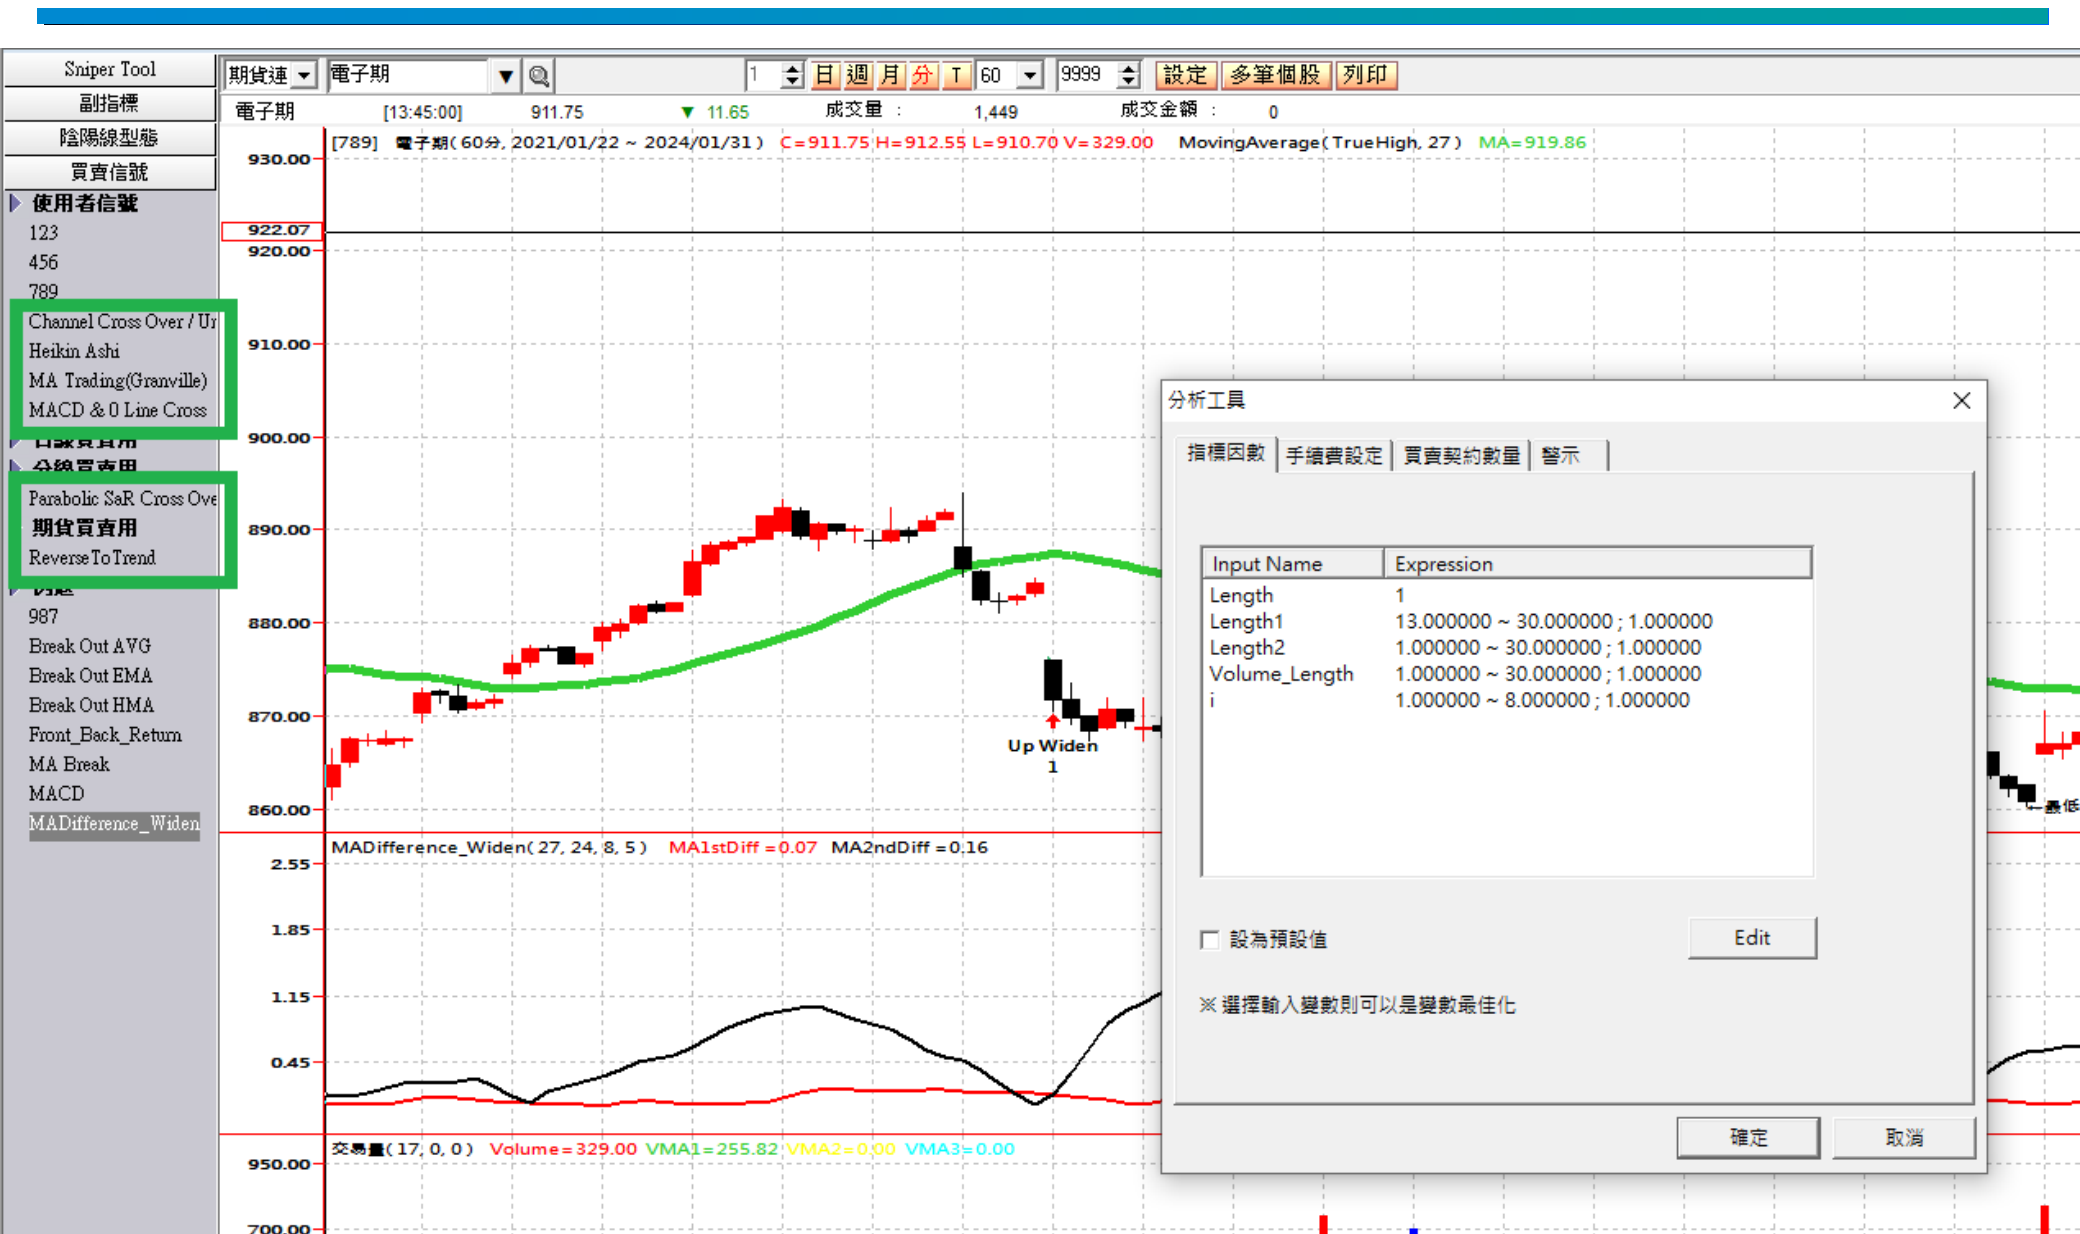 Sniper Tool
副指標
陰陽線型態
買賣信號
使用者信號
123
456
789
Channel Cross Over / Ur
Heikin Ashi
MA Trading(Granville)
MACD & 0 Line Cross
日線買賣用
分線買賣用
Parabolic SaR Cross Ove
期貨買賣用
ReverseToTrend
987
Break Out AVG
Break Out EMA
Break Out HMA
Front_Back_Return
MA Break
MACD
MADifference_Widen
期貨連 電子期 1 日 週 月 分 T 60 9999 設定 多筆個股 列印
電子期 [13:45:00] 911.75 ▼ 11.65 成交量 : 1,449 成交金額 : 0
[789] 電子期(60分, 2021/01/22 ~ 2024/01/31) C=911.75 H=912.55 L=910.70 V=329.00 MovingAverage(TrueHigh, 27) MA=919.86
930.00
922.07
920.00
910.00
900.00
890.00
880.00
870.00
860.00
Up Widen
1
←最低
MADifference_Widen(27, 24, 8, 5) MA1stDiff=0.07 MA2ndDiff=0.16
2.55
1.85
1.15
0.45
交易量(17, 0, 0) Volume=329.00 VMA1=255.82 VMA2=0.00 VMA3=0.00
950.00
700.00
分析工具
指標因數 手續費設定 買賣契約數量 警示
Input Name Expression
Length 1
Length1 13.000000 ~ 30.000000 ; 1.000000
Length2 1.000000 ~ 30.000000 ; 1.000000
Volume_Length 1.000000 ~ 30.000000 ; 1.000000
i 1.000000 ~ 8.000000 ; 1.000000
設為預設值 Edit
※選擇輸入變數則可以是變數最佳化
確定 取消